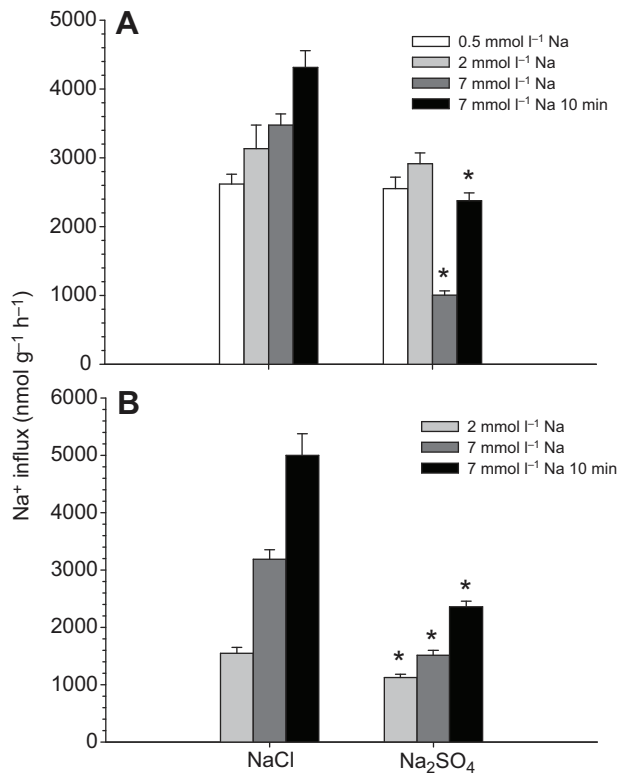 A
5000
4000
3000
2000
1000
0
0.5 mmol l⁻¹ Na
2 mmol l⁻¹ Na
7 mmol l⁻¹ Na
7 mmol l⁻¹ Na 10 min
*
*
Na⁺ influx (nmol g⁻¹ h⁻¹)
B
6000
5000
4000
3000
2000
1000
0
2 mmol l⁻¹ Na
7 mmol l⁻¹ Na
7 mmol l⁻¹ Na 10 min
* * *
NaCl Na₂SO₄